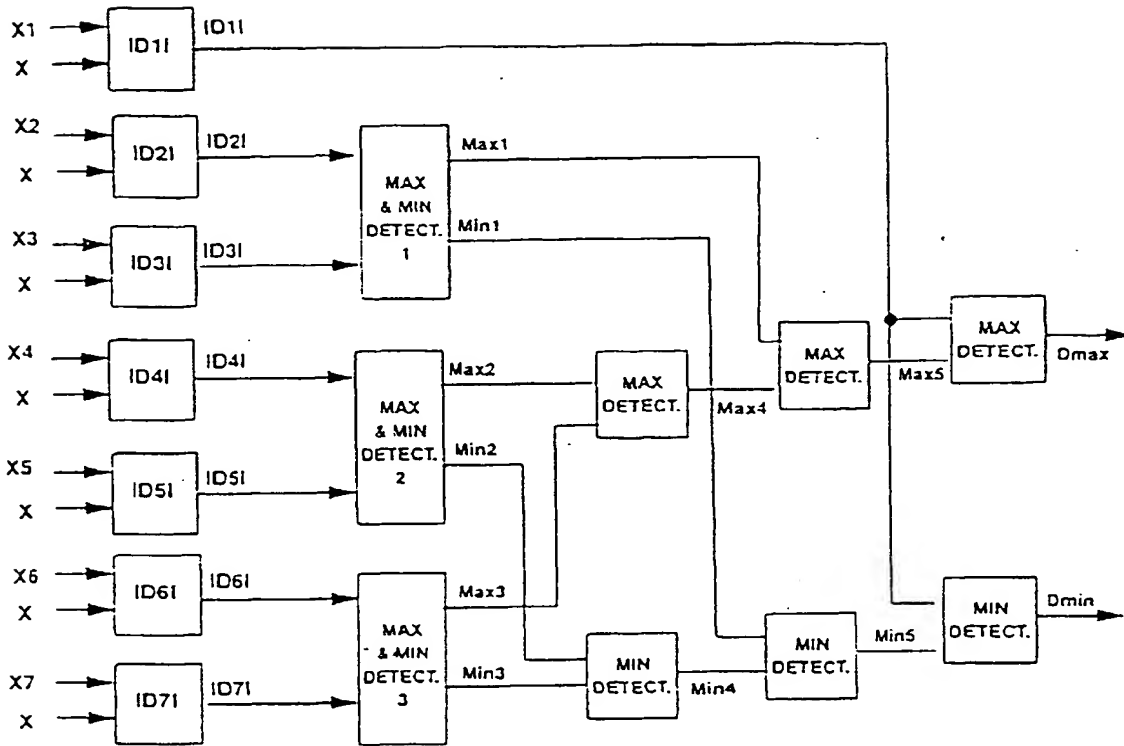 X1
X
ID1I
ID1I
X2
X
ID2I
ID2I
X3
X
ID3I
ID3I
MAX
& MIN
DETECT.
1
Max1
Min1
X4
X
ID4I
ID4I
X5
X
ID5I
ID5I
MAX
& MIN
DETECT.
2
Max2
Min2
X6
X
ID6I
ID6I
X7
X
ID7I
ID7I
MAX
& MIN
DETECT.
3
Max3
Min3
MAX
DETECT.
Max4
MIN
DETECT.
Min4
MAX
DETECT.
Max5
MIN
DETECT.
Min5
MAX
DETECT.
Dmax
MIN
DETECT.
Dmin